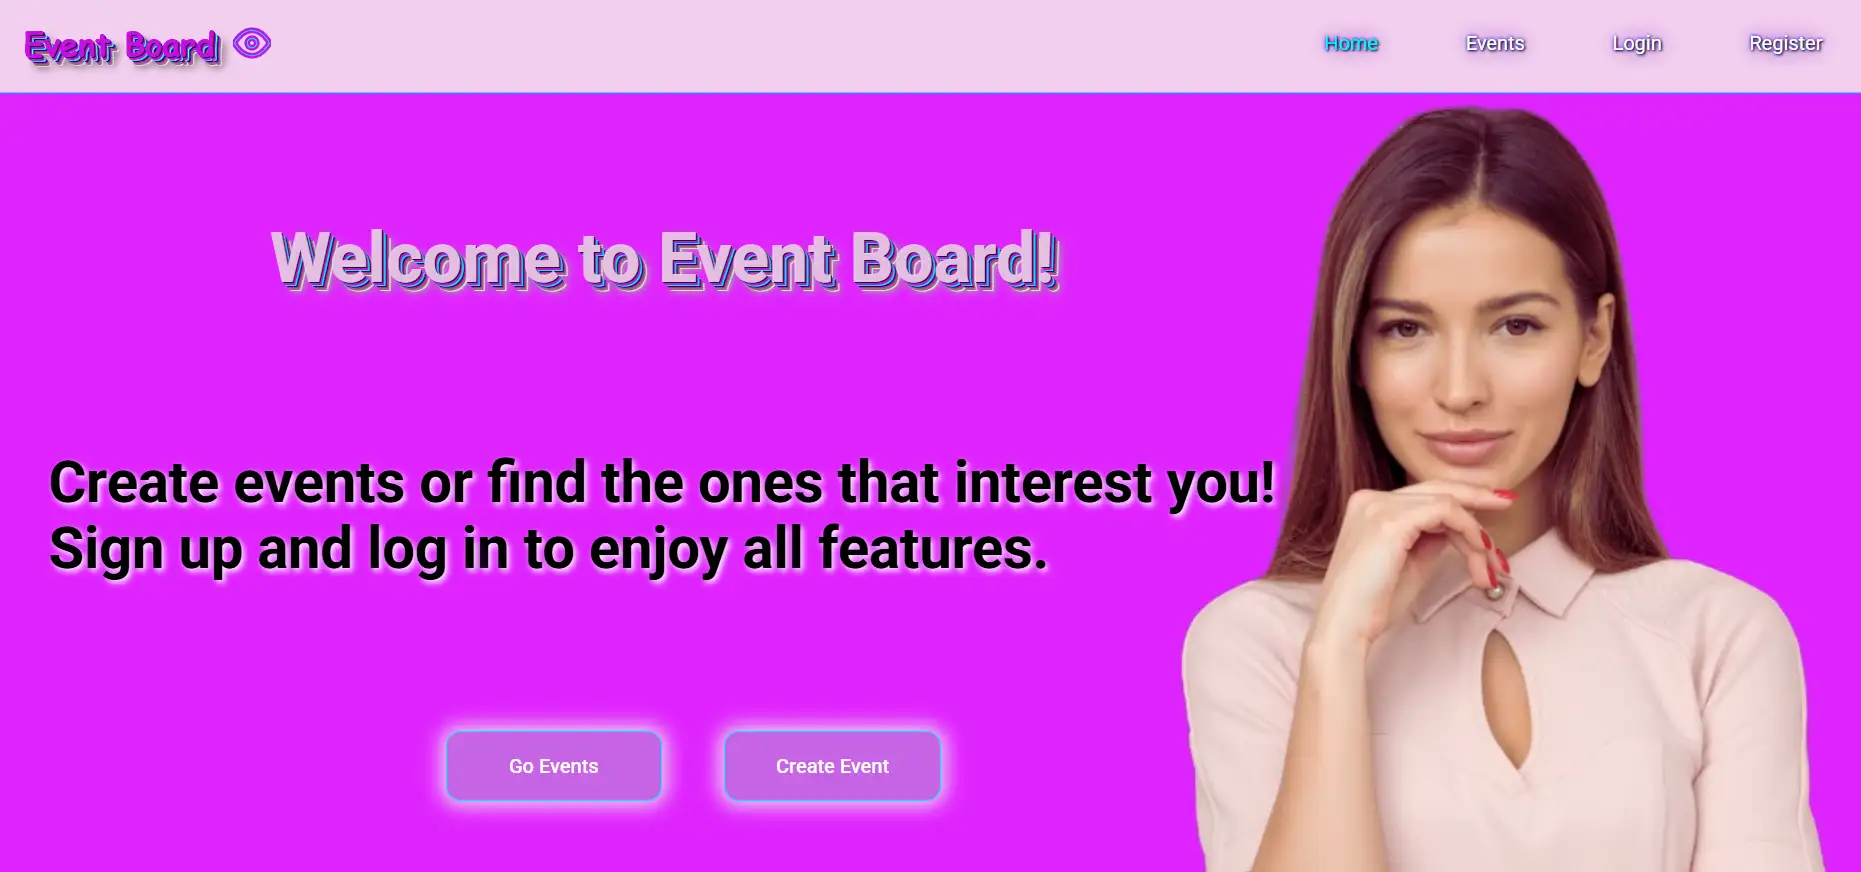 Event Board
Home
Events
Login
Register
Welcome to Event Board!
Create events or find the ones that interest you!
Sign up and log in to enjoy all features.
Go Events
Create Event